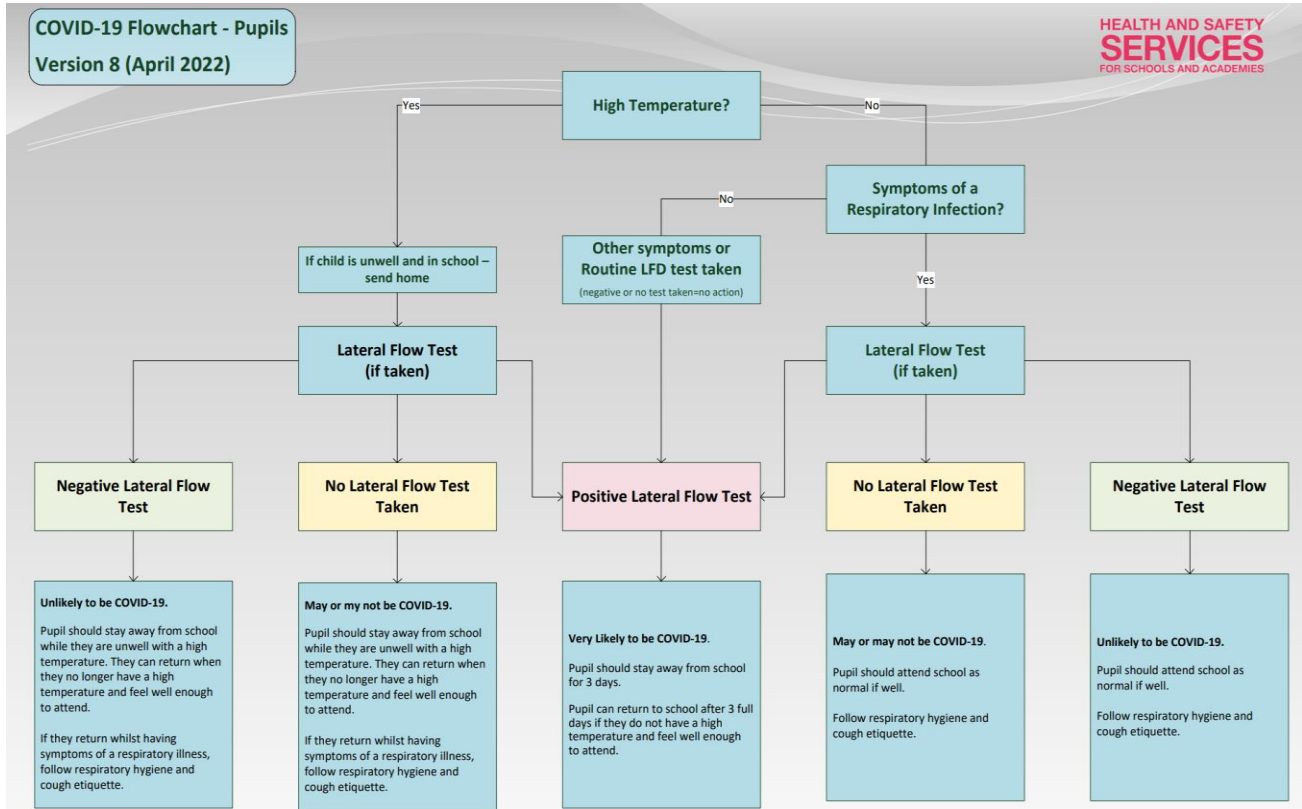 COVID-19 Flowchart - Pupils
Version 8 (April 2022)
HEALTH AND SAFETY
SERVICES
FOR SCHOOLS AND ACADEMIES
High Temperature?
Yes
No
Symptoms of a
Respiratory Infection?
No
Yes
If child is unwell and in school –
send home
Other symptoms or
Routine LFD test taken
(negative or no test taken=no action)
Lateral Flow Test
(if taken)
Lateral Flow Test
(if taken)
Negative Lateral Flow
Test
No Lateral Flow Test
Taken
Positive Lateral Flow Test
No Lateral Flow Test
Taken
Negative Lateral Flow
Test
Unlikely to be COVID-19.
Pupil should stay away from school
while they are unwell with a high
temperature. They can return when
they no longer have a high
temperature and feel well enough
to attend.
If they return whilst having
symptoms of a respiratory illness,
follow respiratory hygiene and
cough etiquette.
May or my not be COVID-19.
Pupil should stay away from school
while they are unwell with a high
temperature. They can return when
they no longer have a high
temperature and feel well enough
to attend.
If they return whilst having
symptoms of a respiratory illness,
follow respiratory hygiene and
cough etiquette.
Very Likely to be COVID-19.
Pupil should stay away from school
for 3 days.
Pupil can return to school after 3 full
days if they do not have a high
temperature and feel well enough
to attend.
May or may not be COVID-19.
Pupil should attend school as
normal if well.
Follow respiratory hygiene and
cough etiquette.
Unlikely to be COVID-19.
Pupil should attend school as
normal if well.
Follow respiratory hygiene and
cough etiquette.